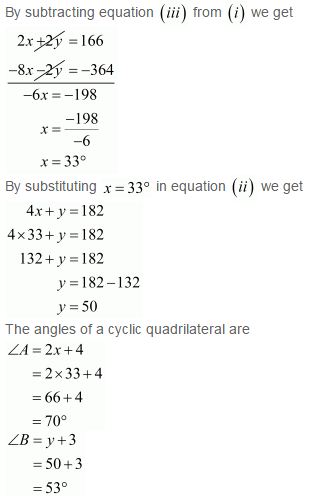 By subtracting equation (iii) from (i) we get
2x +2y = 166
−8x −2y = −364
−6x = −198
x = −198/−6
x = 33°
By substituting x = 33° in equation (ii) we get
4x + y = 182
4×33 + y = 182
132 + y = 182
y = 182 − 132
y = 50
The angles of a cyclic quadrilateral are
∠A = 2x + 4
= 2×33 + 4
= 66 + 4
= 70°
∠B = y + 3
= 50 + 3
= 53°